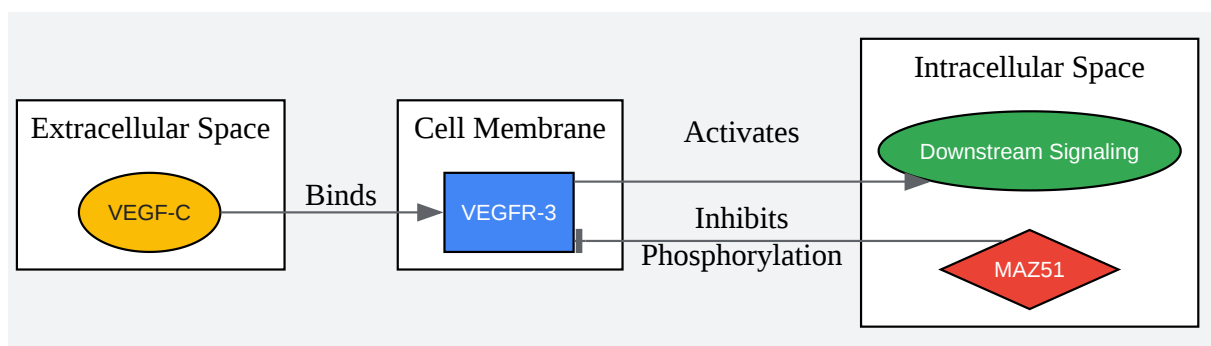 Extracellular Space
VEGF-C
Binds
Cell Membrane
VEGFR-3
Activates
Inhibits
Phosphorylation
Intracellular Space
Downstream Signaling
MAZ51